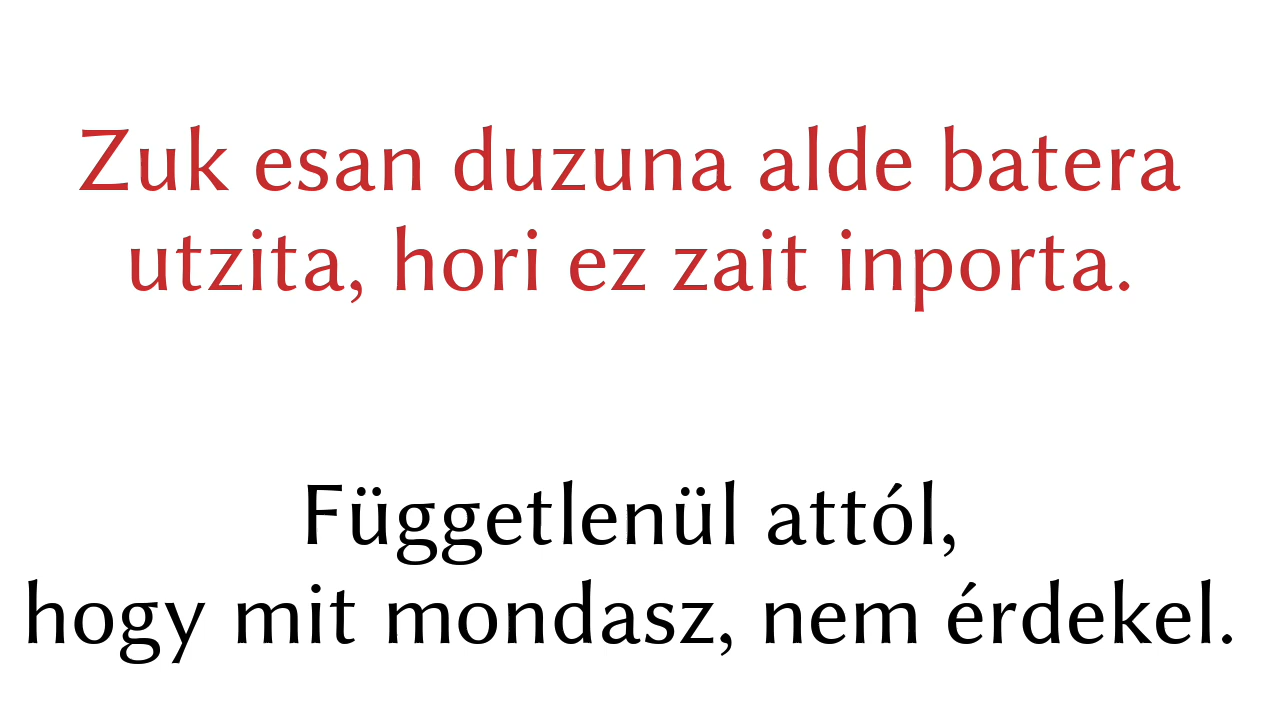 Zuk esan duzuna alde batera
utzita, hori ez zait inporta.
Függetlenül attól,
hogy mit mondasz, nem érdekel.